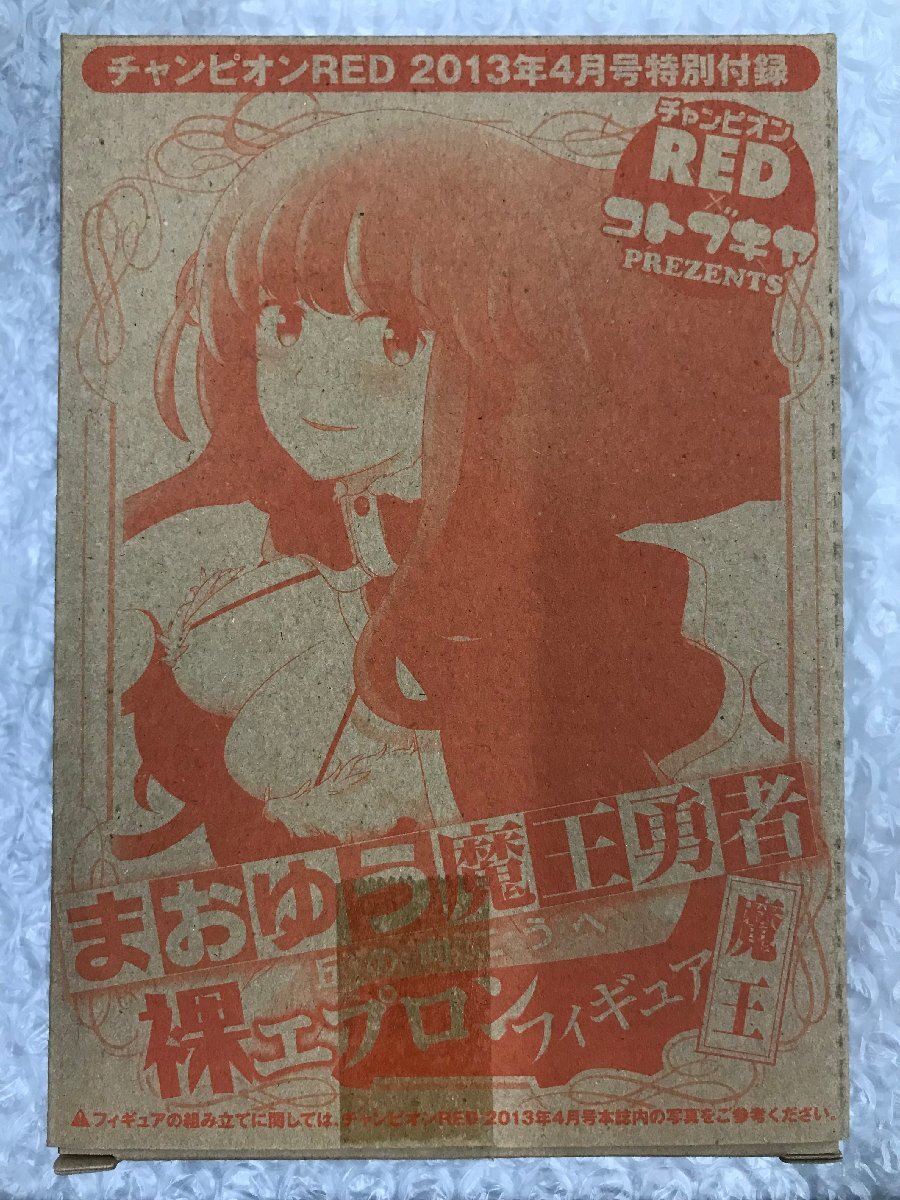 チャンピオンRED 2013年4月号特別付録
チャンピオン
RED
×
コトブキヤ
PREZENTS
まおゆう魔王勇者
こうへ
裸エプロンフィギュア
魔王
▲フィギュアの組み立てに関しては、チャンピオンRED 2013年4月号本誌内の写真をご参考ください。